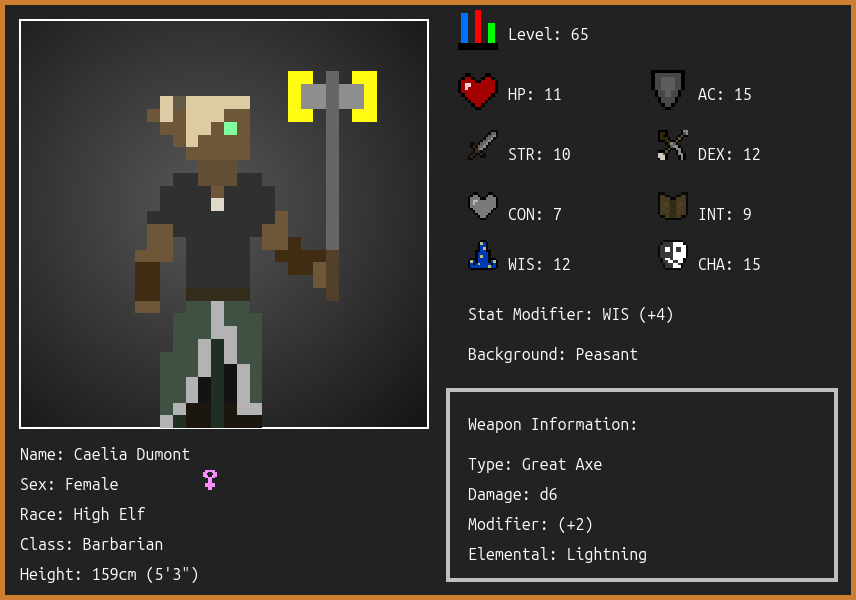 Level: 65
HP: 11
AC: 15
STR: 10
DEX: 12
CON: 7
INT: 9
WIS: 12
CHA: 15
Stat Modifier: WIS (+4)
Background: Peasant
Weapon Information:
Type: Great Axe
Damage: d6
Modifier: (+2)
Elemental: Lightning
Name: Caelia Dumont
Sex: Female
Race: High Elf
Class: Barbarian
Height: 159cm (5'3")